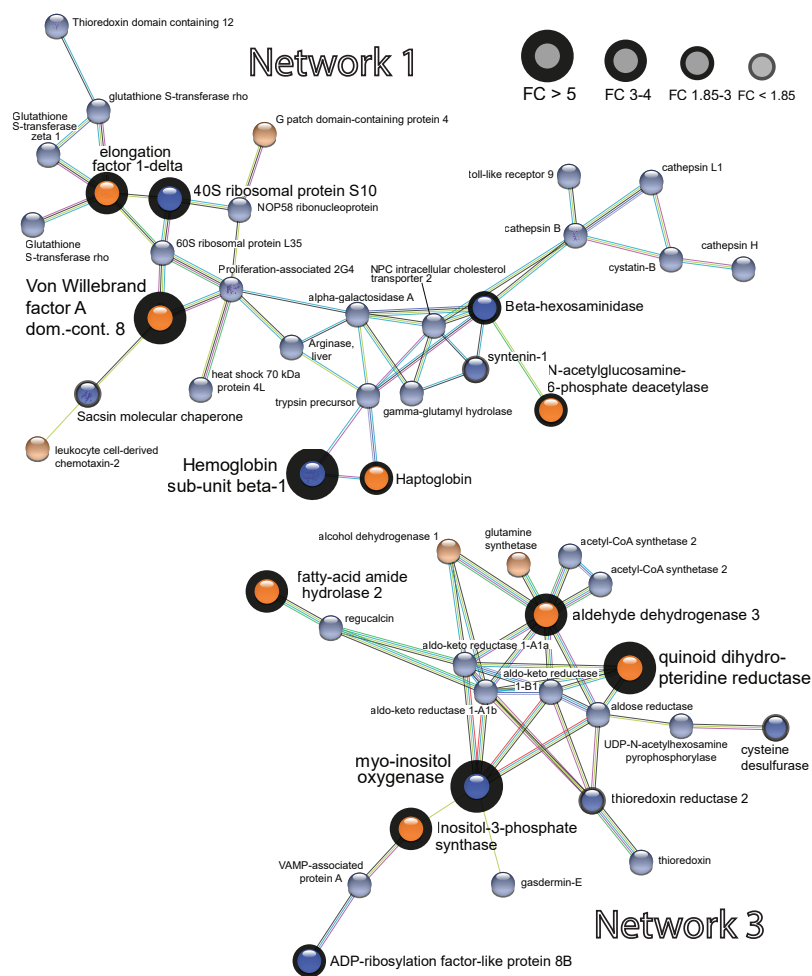 Thioredoxin domain containing 12
Network 1
FC > 5
FC 3-4
FC 1.85-3
FC < 1.85
glutathione S-transferase rho
Glutathione
S-transferase
zeta 1
G patch domain-containing protein 4
elongation
factor 1-delta
40S ribosomal protein S10
NOP58 ribonucleoprotein
toll-like receptor 9
cathepsin L1
cathepsin B
cathepsin H
cystatin-B
Glutathione
S-transferase rho
60S ribosomal protein L35
Proliferation-associated 2G4
NPC intracellular cholesterol
transporter 2
Von Willebrand
factor A
dom.-cont. 8
alpha-galactosidase A
Beta-hexosaminidase
Arginase,
liver
syntenin-1
N-acetylglucosamine-
6-phosphate deacetylase
heat shock 70 kDa
protein 4L
trypsin precursor
gamma-glutamyl hydrolase
Sacsin molecular chaperone
leukocyte cell-derived
chemotaxin-2
Hemoglobin
sub-unit beta-1
Haptoglobin
alcohol dehydrogenase 1
glutamine
synthetase
acetyl-CoA synthetase 2
acetyl-CoA synthetase 2
fatty-acid amide
hydrolase 2
regucalcin
aldehyde dehydrogenase 3
aldo-keto reductase 1-A1a
aldo-keto reductase
1-B1
quinoid dihydro-
pteridine reductase
aldo-keto reductase 1-A1b
aldose reductase
UDP-N-acetylhexosamine
pyrophosphorylase
cysteine
desulfurase
myo-inositol
oxygenase
thioredoxin reductase 2
Inositol-3-phosphate
synthase
thioredoxin
VAMP-associated
protein A
gasdermin-E
Network 3
ADP-ribosylation factor-like protein 8B